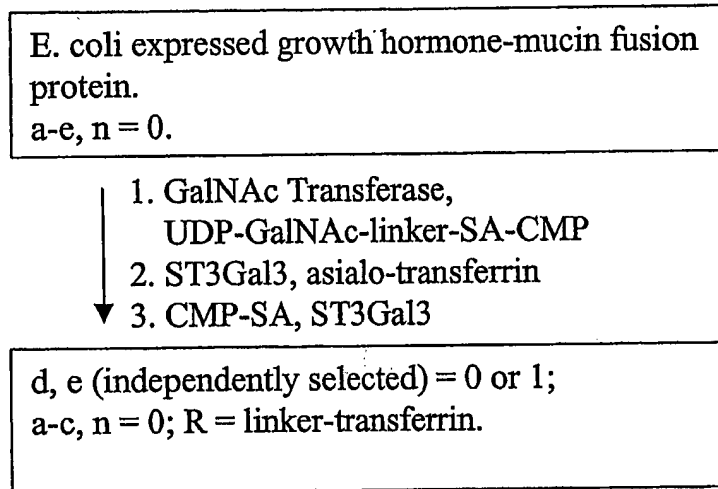 E. coli expressed growth hormone-mucin fusion
protein.
a-e, n = 0.
1. GalNAc Transferase,
UDP-GalNAc-linker-SA-CMP
2. ST3Gal3, asialo-transferrin
3. CMP-SA, ST3Gal3
d, e (independently selected) = 0 or 1;
a-c, n = 0; R = linker-transferrin.